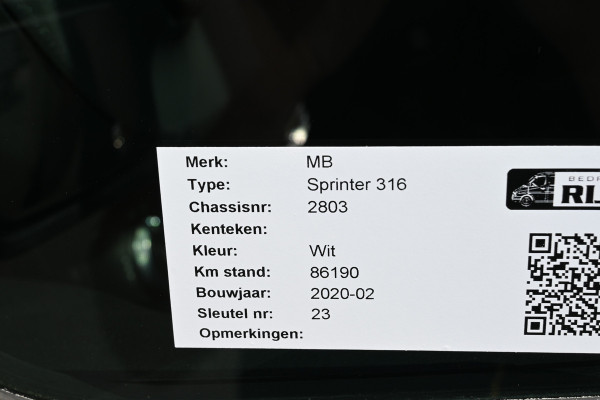 Merk: MB
Type: Sprinter 316
Chassisnr: 2803
Kenteken:
Kleur: Wit
Km stand: 86190
Bouwjaar: 2020-02
Sleutel nr: 23
Opmerkingen:
BEDR
RIJ